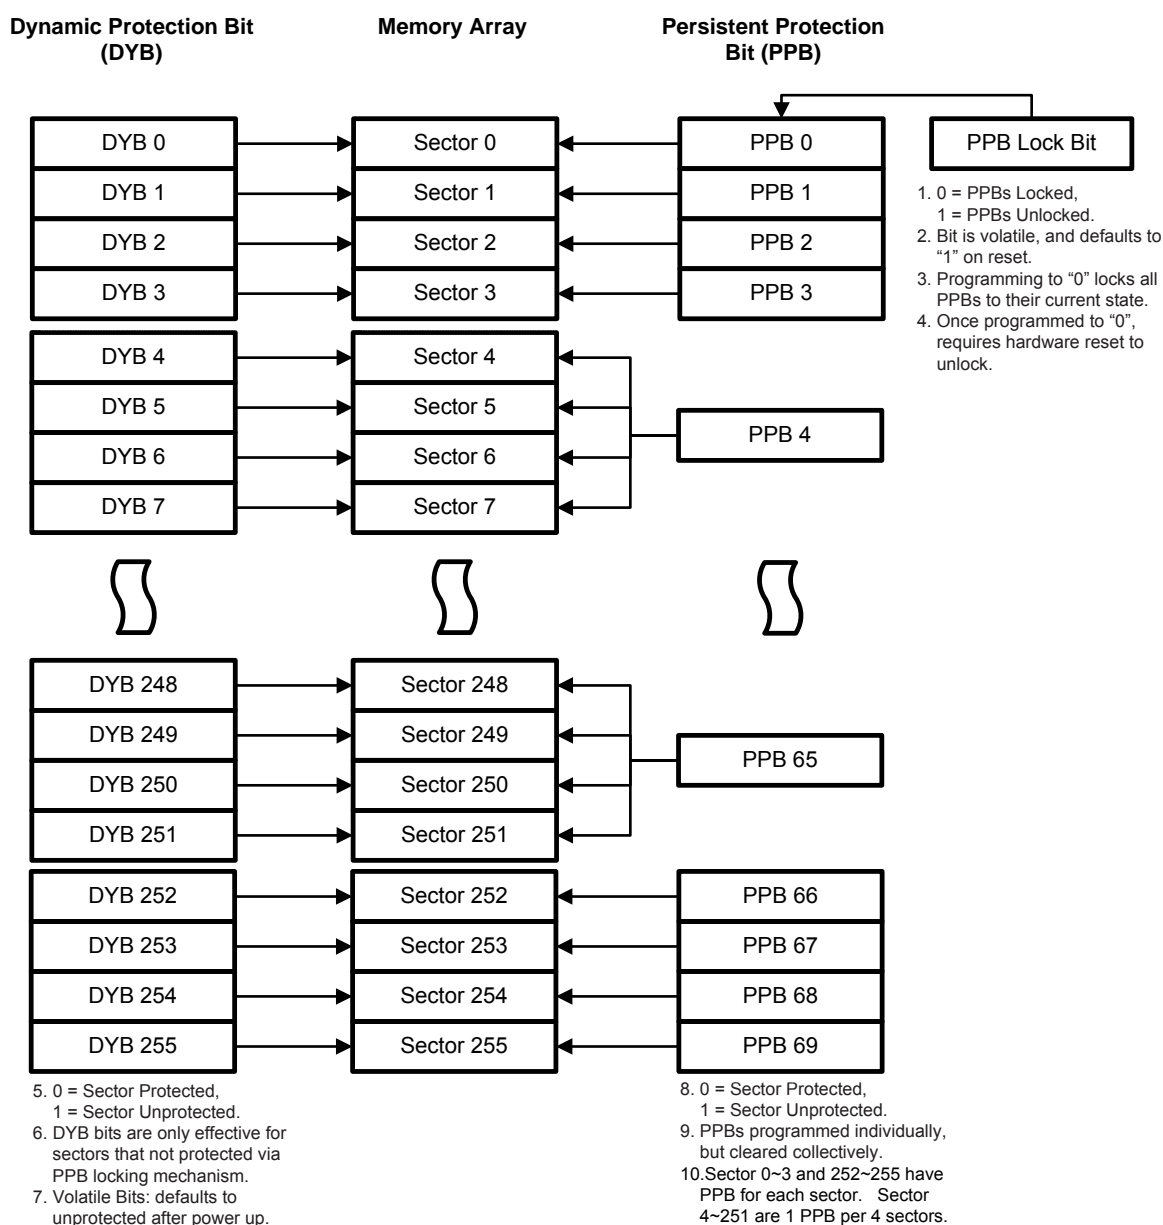 Dynamic Protection Bit
(DYB)
Memory Array
Persistent Protection
Bit (PPB)
DYB 0
Sector 0
PPB 0
PPB Lock Bit
DYB 1
Sector 1
PPB 1
DYB 2
Sector 2
PPB 2
DYB 3
Sector 3
PPB 3
1. 0 = PPBs Locked,
1 = PPBs Unlocked.
2. Bit is volatile, and defaults to
“1” on reset.
3. Programming to “0” locks all
PPBs to their current state.
4. Once programmed to “0”,
requires hardware reset to
unlock.
DYB 4
Sector 4
DYB 5
Sector 5
PPB 4
DYB 6
Sector 6
DYB 7
Sector 7
DYB 248
Sector 248
DYB 249
Sector 249
PPB 65
DYB 250
Sector 250
DYB 251
Sector 251
DYB 252
Sector 252
PPB 66
DYB 253
Sector 253
PPB 67
DYB 254
Sector 254
PPB 68
DYB 255
Sector 255
PPB 69
5. 0 = Sector Protected,
1 = Sector Unprotected.
6. DYB bits are only effective for
sectors that not protected via
PPB locking mechanism.
7. Volatile Bits: defaults to
unprotected after power up.
8. 0 = Sector Protected,
1 = Sector Unprotected.
9. PPBs programmed individually,
but cleared collectively.
10.Sector 0~3 and 252~255 have
PPB for each sector. Sector
4~251 are 1 PPB per 4 sectors.